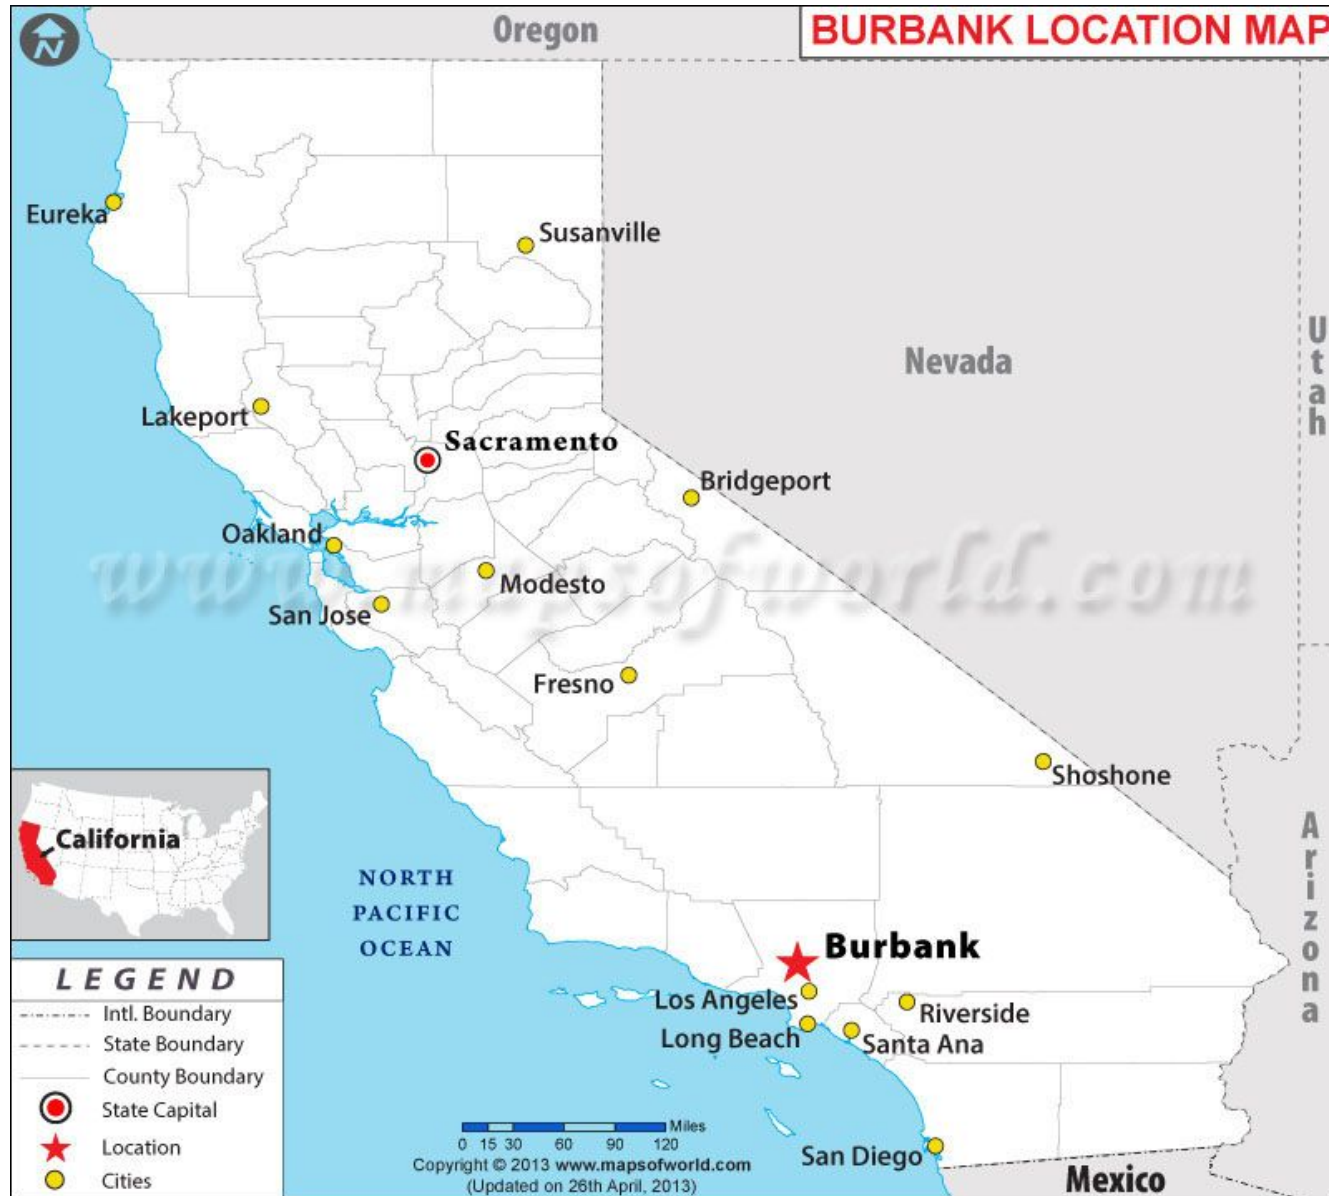 N
Oregon
BURBANK LOCATION MAP
Eureka
Susanville
Nevada
Utah
Lakeport
Sacramento
Bridgeport
Oakland
www.mapsofworld.com
Modesto
San Jose
Fresno
Shoshone
California
Arizona
NORTH
PACIFIC
OCEAN
Burbank
Los Angeles
Riverside
Long Beach
Santa Ana
San Diego
Mexico
LEGEND
Intl. Boundary
State Boundary
County Boundary
State Capital
Location
Cities
Miles
0 15 30 60 90 120
Copyright © 2013 www.mapsofworld.com
(Updated on 26th April, 2013)